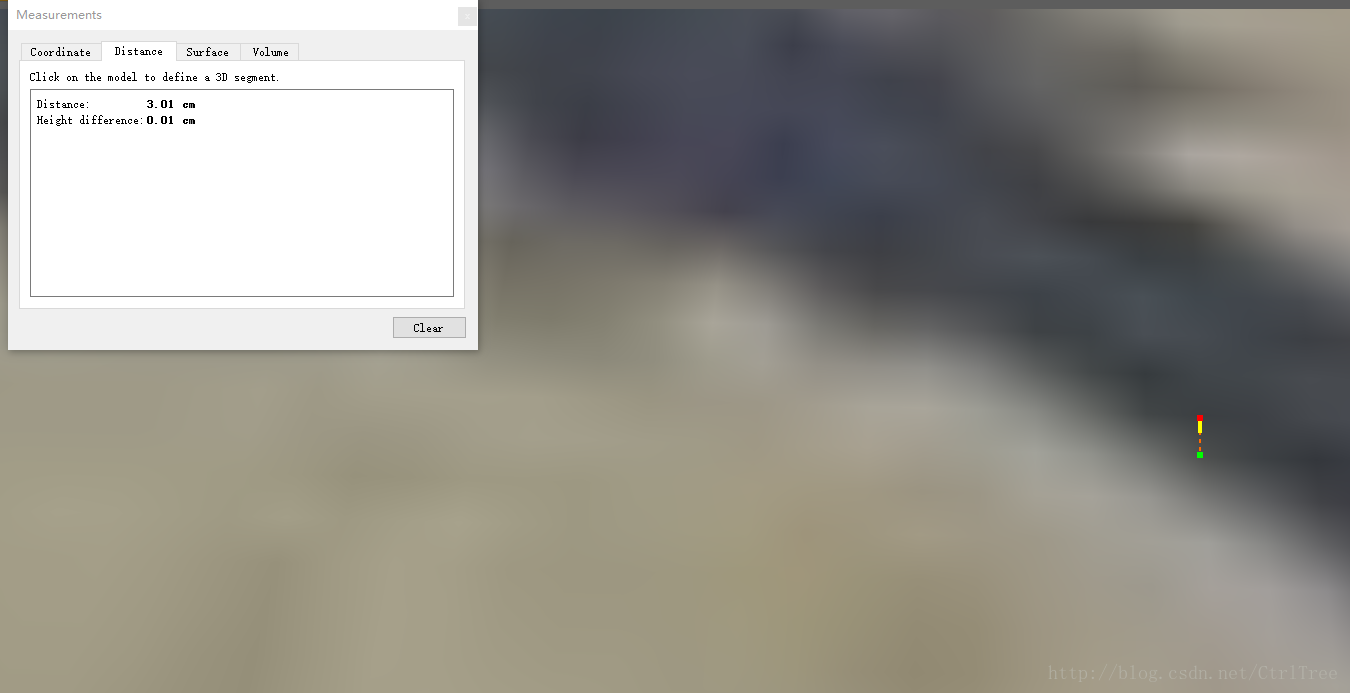 Measurements
Coordinate Distance Surface Volume
Click on the model to define a 3D segment.
Distance: 3.01 cm
Height difference: 0.01 cm
Clear
http://blog.csdn.net/CtrlTree